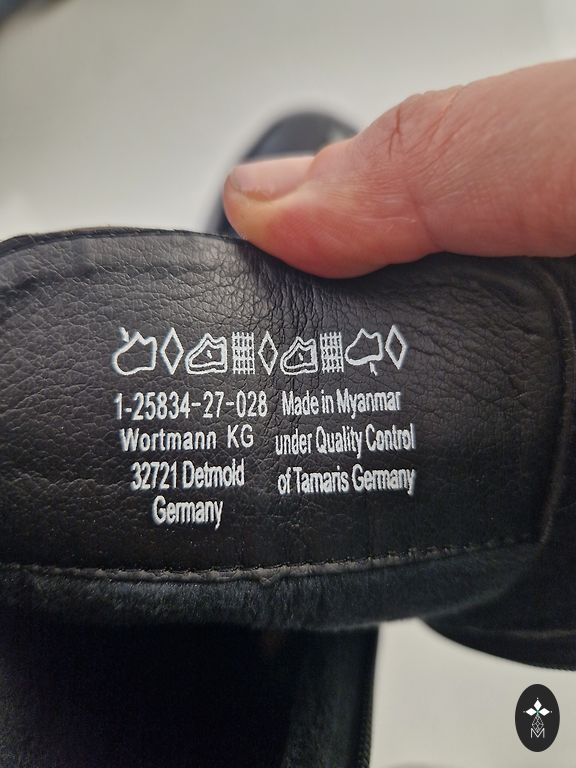 1-25834-27-028
Wortmann KG
32721 Detmold
Germany
Made in Myanmar
under Quality Control
of Tamaris Germany
M